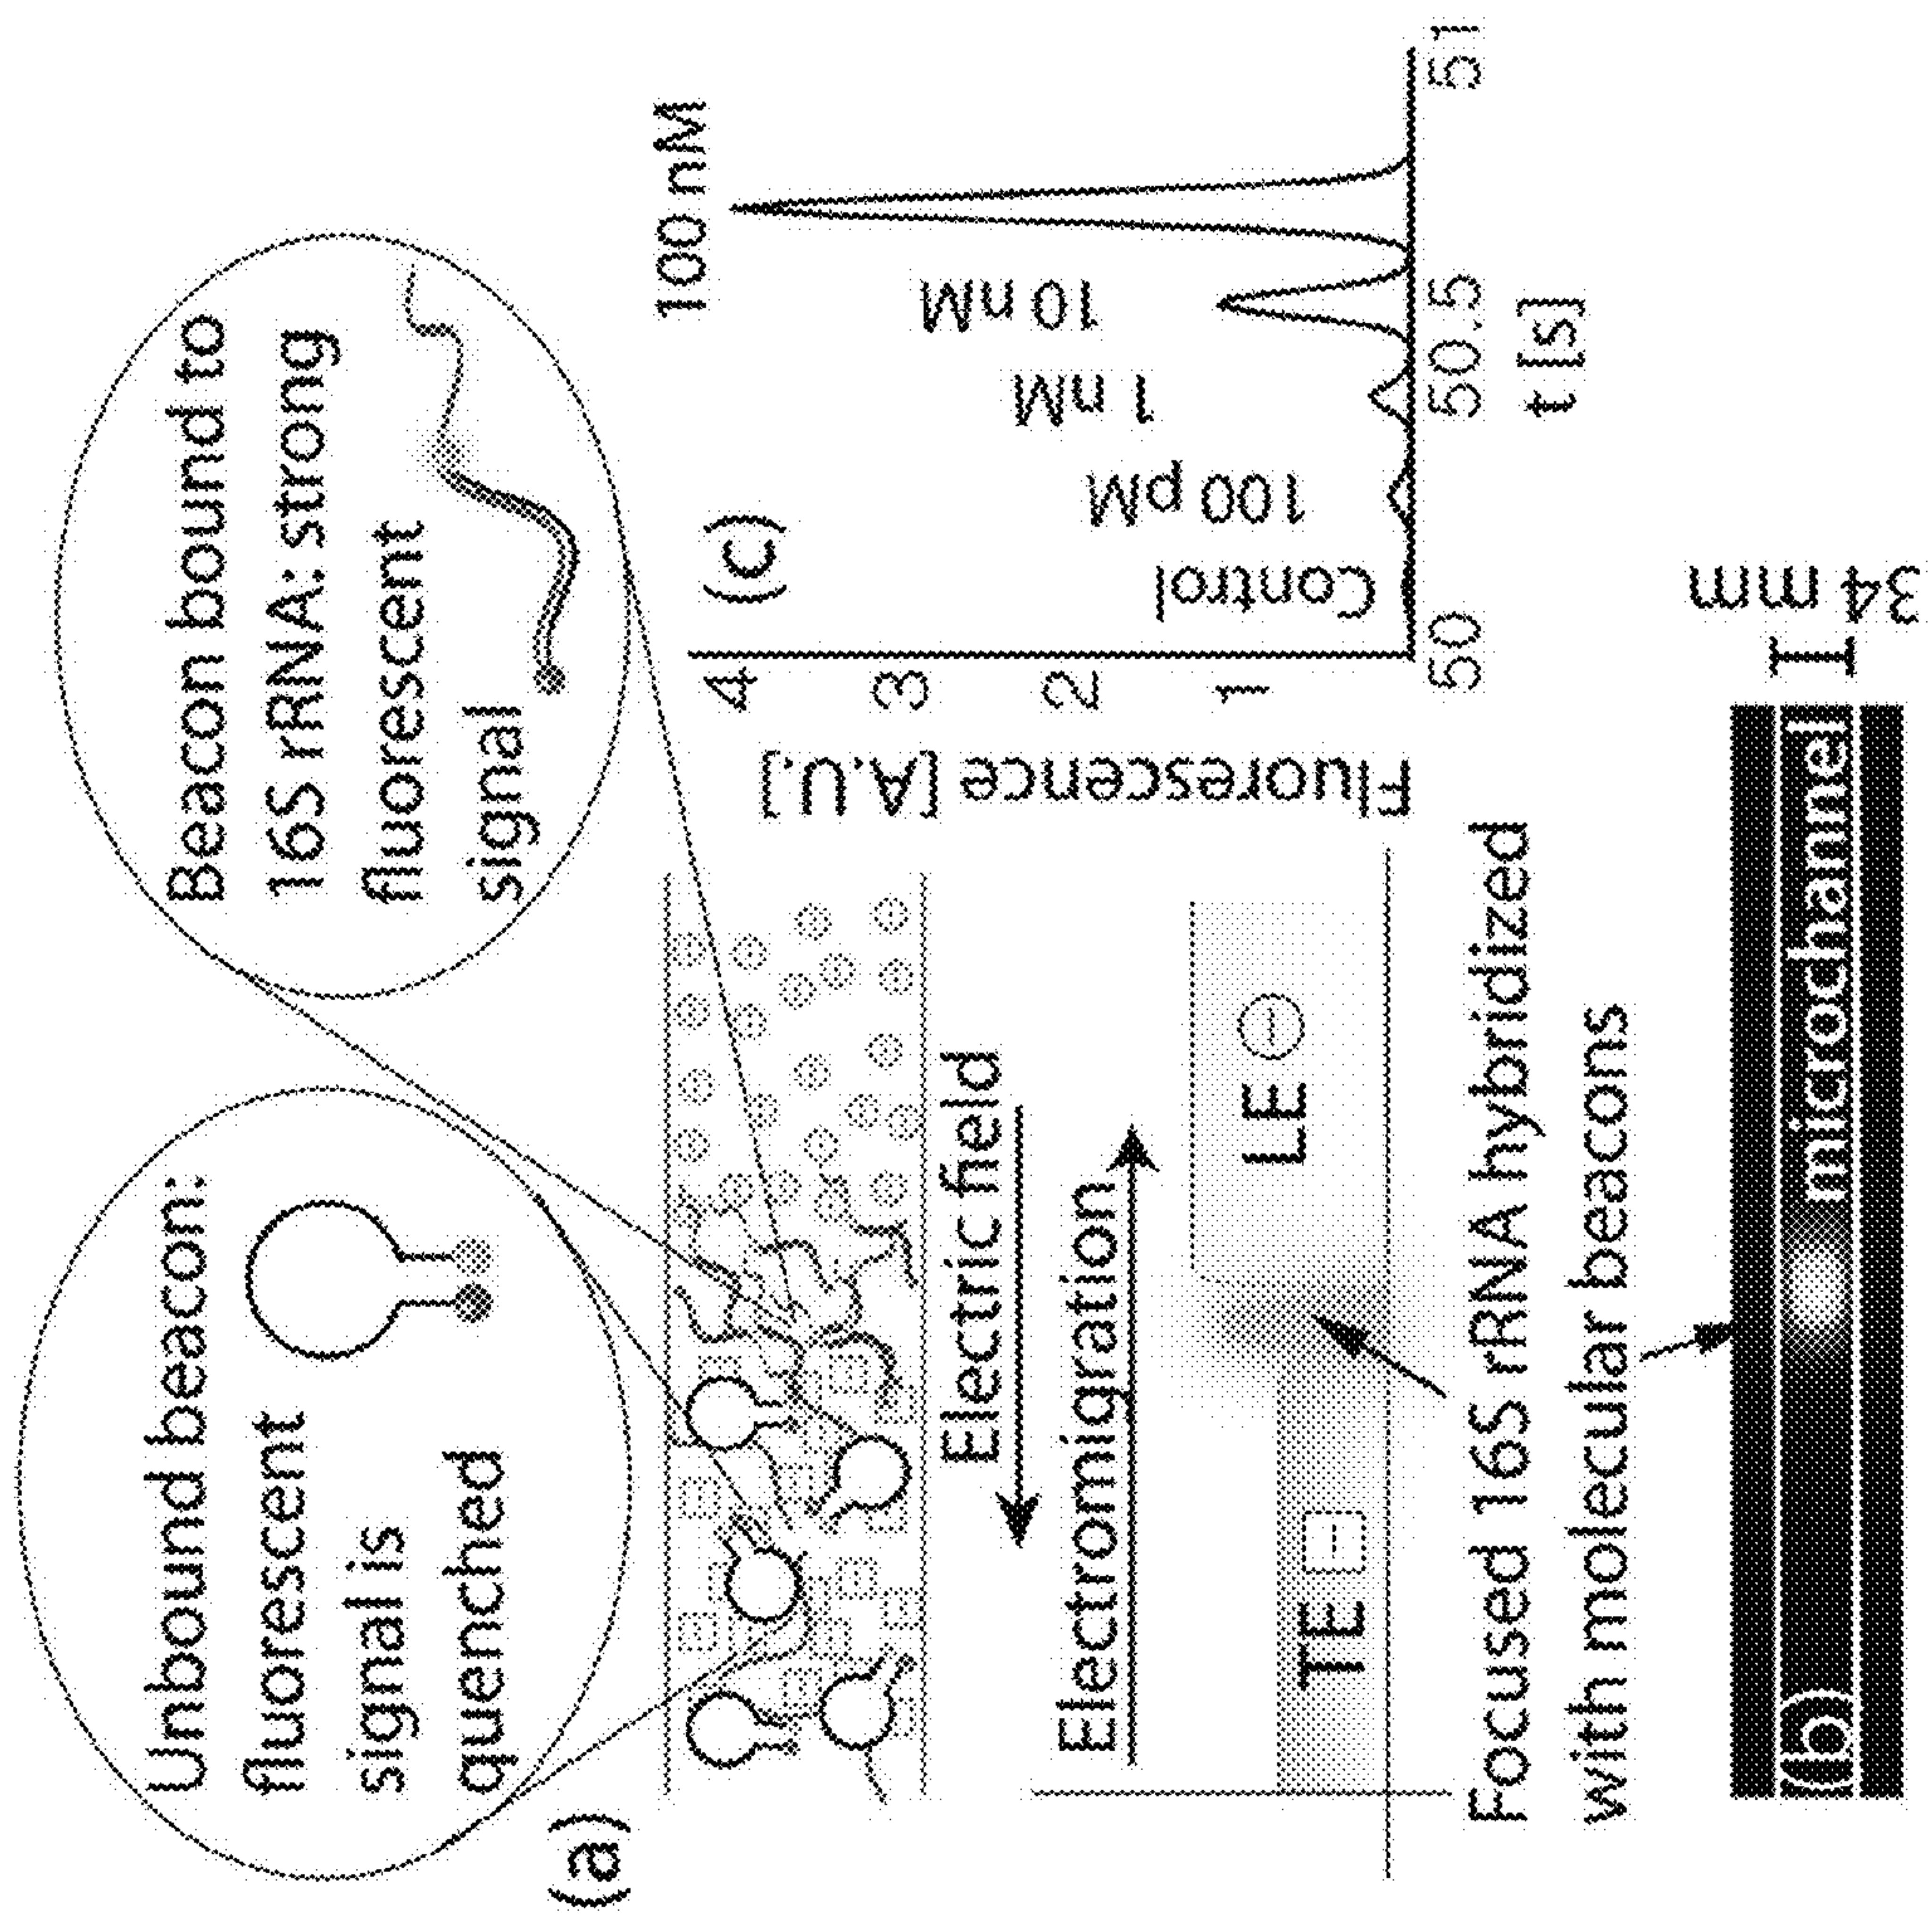 (a)
Unbound beacon:
fluorescent
signal is
quenched
Beacon bound to
16S rRNA: strong
fluorescent
signal
Electric field
Electromigration
TE
LE
Focused 16S rRNA hybridized
with molecular beacons
(b)
microchannel
34 mm
(c)
Fluorescence [A.U.]
4
3
2
1
Control
100 pM
1 nM
10 nM
100 nM
50
50.5
51
t [s]